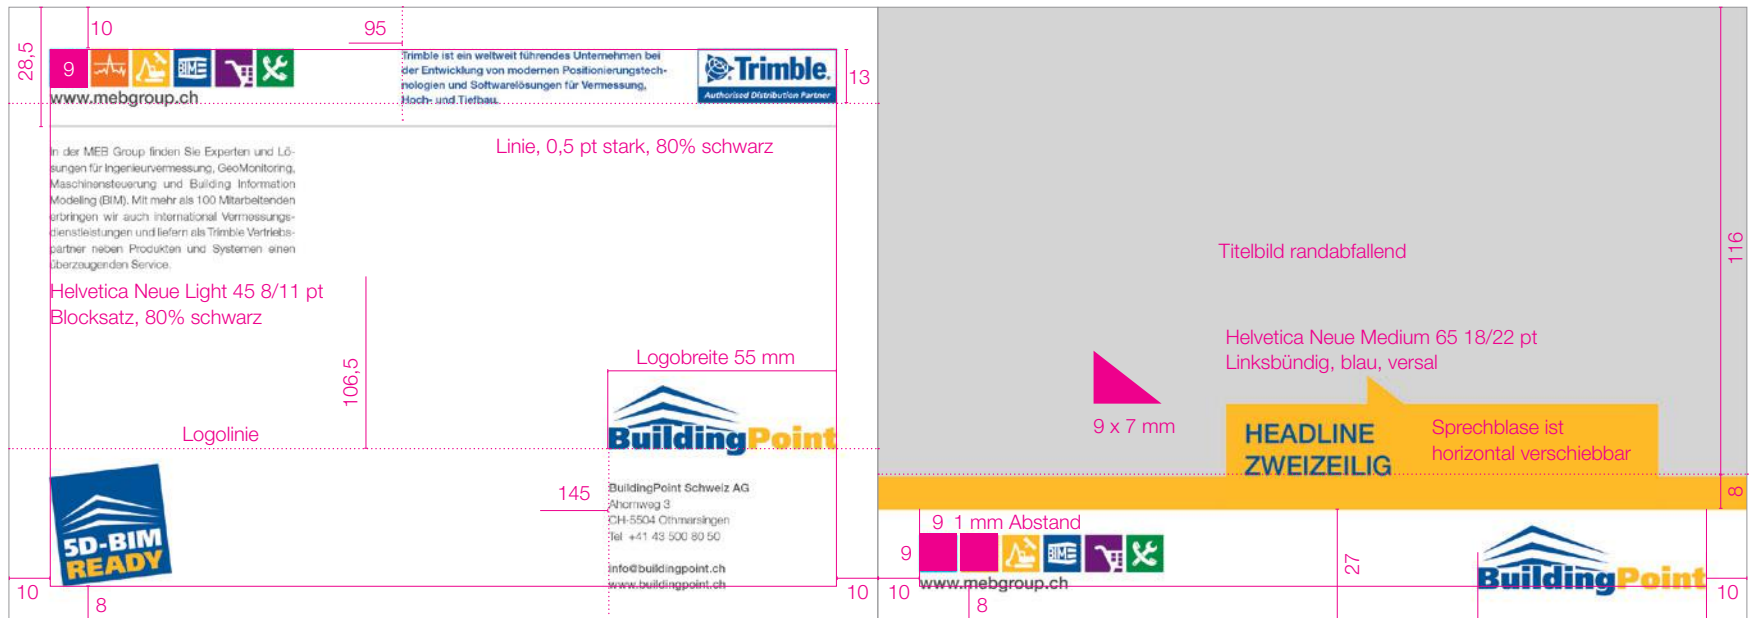 10
95
28,5
9
BIME
www.mebgroup.ch
Trimble ist ein weltweit führendes Unternehmen bei
der Entwicklung von modernen Positionierungstech-
nologien und Softwarelösungen für Vermessung,
Hoch- und Tiefbau.
Trimble.
Authorised Distribution Partner
13
Linie, 0,5 pt stark, 80% schwarz
In der MEB Group finden Sie Experten und Lö-
sungen für Ingenieurvermessung, GeoMonitoring,
Maschinensteuerung und Building Information
Modeling (BIM). Mit mehr als 100 Mitarbeitenden
erbringen wir auch international Vermessungs-
dienstleistungen und liefern als Trimble Vertriebs-
partner neben Produkten und Systemen einen
überzeugenden Service.
Helvetica Neue Light 45 8/11 pt
Blocksatz, 80% schwarz
106,5
Logobreite 55 mm
BuildingPoint
Logolinie
5D-BIM
READY
145
BuildingPoint Schweiz AG
Ahornweg 3
CH-5504 Othmarsingen
Tel +41 43 500 80 50
info@buildingpoint.ch
www.buildingpoint.ch
10
8
10
Titelbild randabfallend
116
Helvetica Neue Medium 65 18/22 pt
Linksbündig, blau, versal
9 x 7 mm
HEADLINE
ZWEIZEILIG
Sprechblase ist
horizontal verschiebbar
8
9 1 mm Abstand
9
BIME
www.mebgroup.ch
27
BuildingPoint
10
8
10